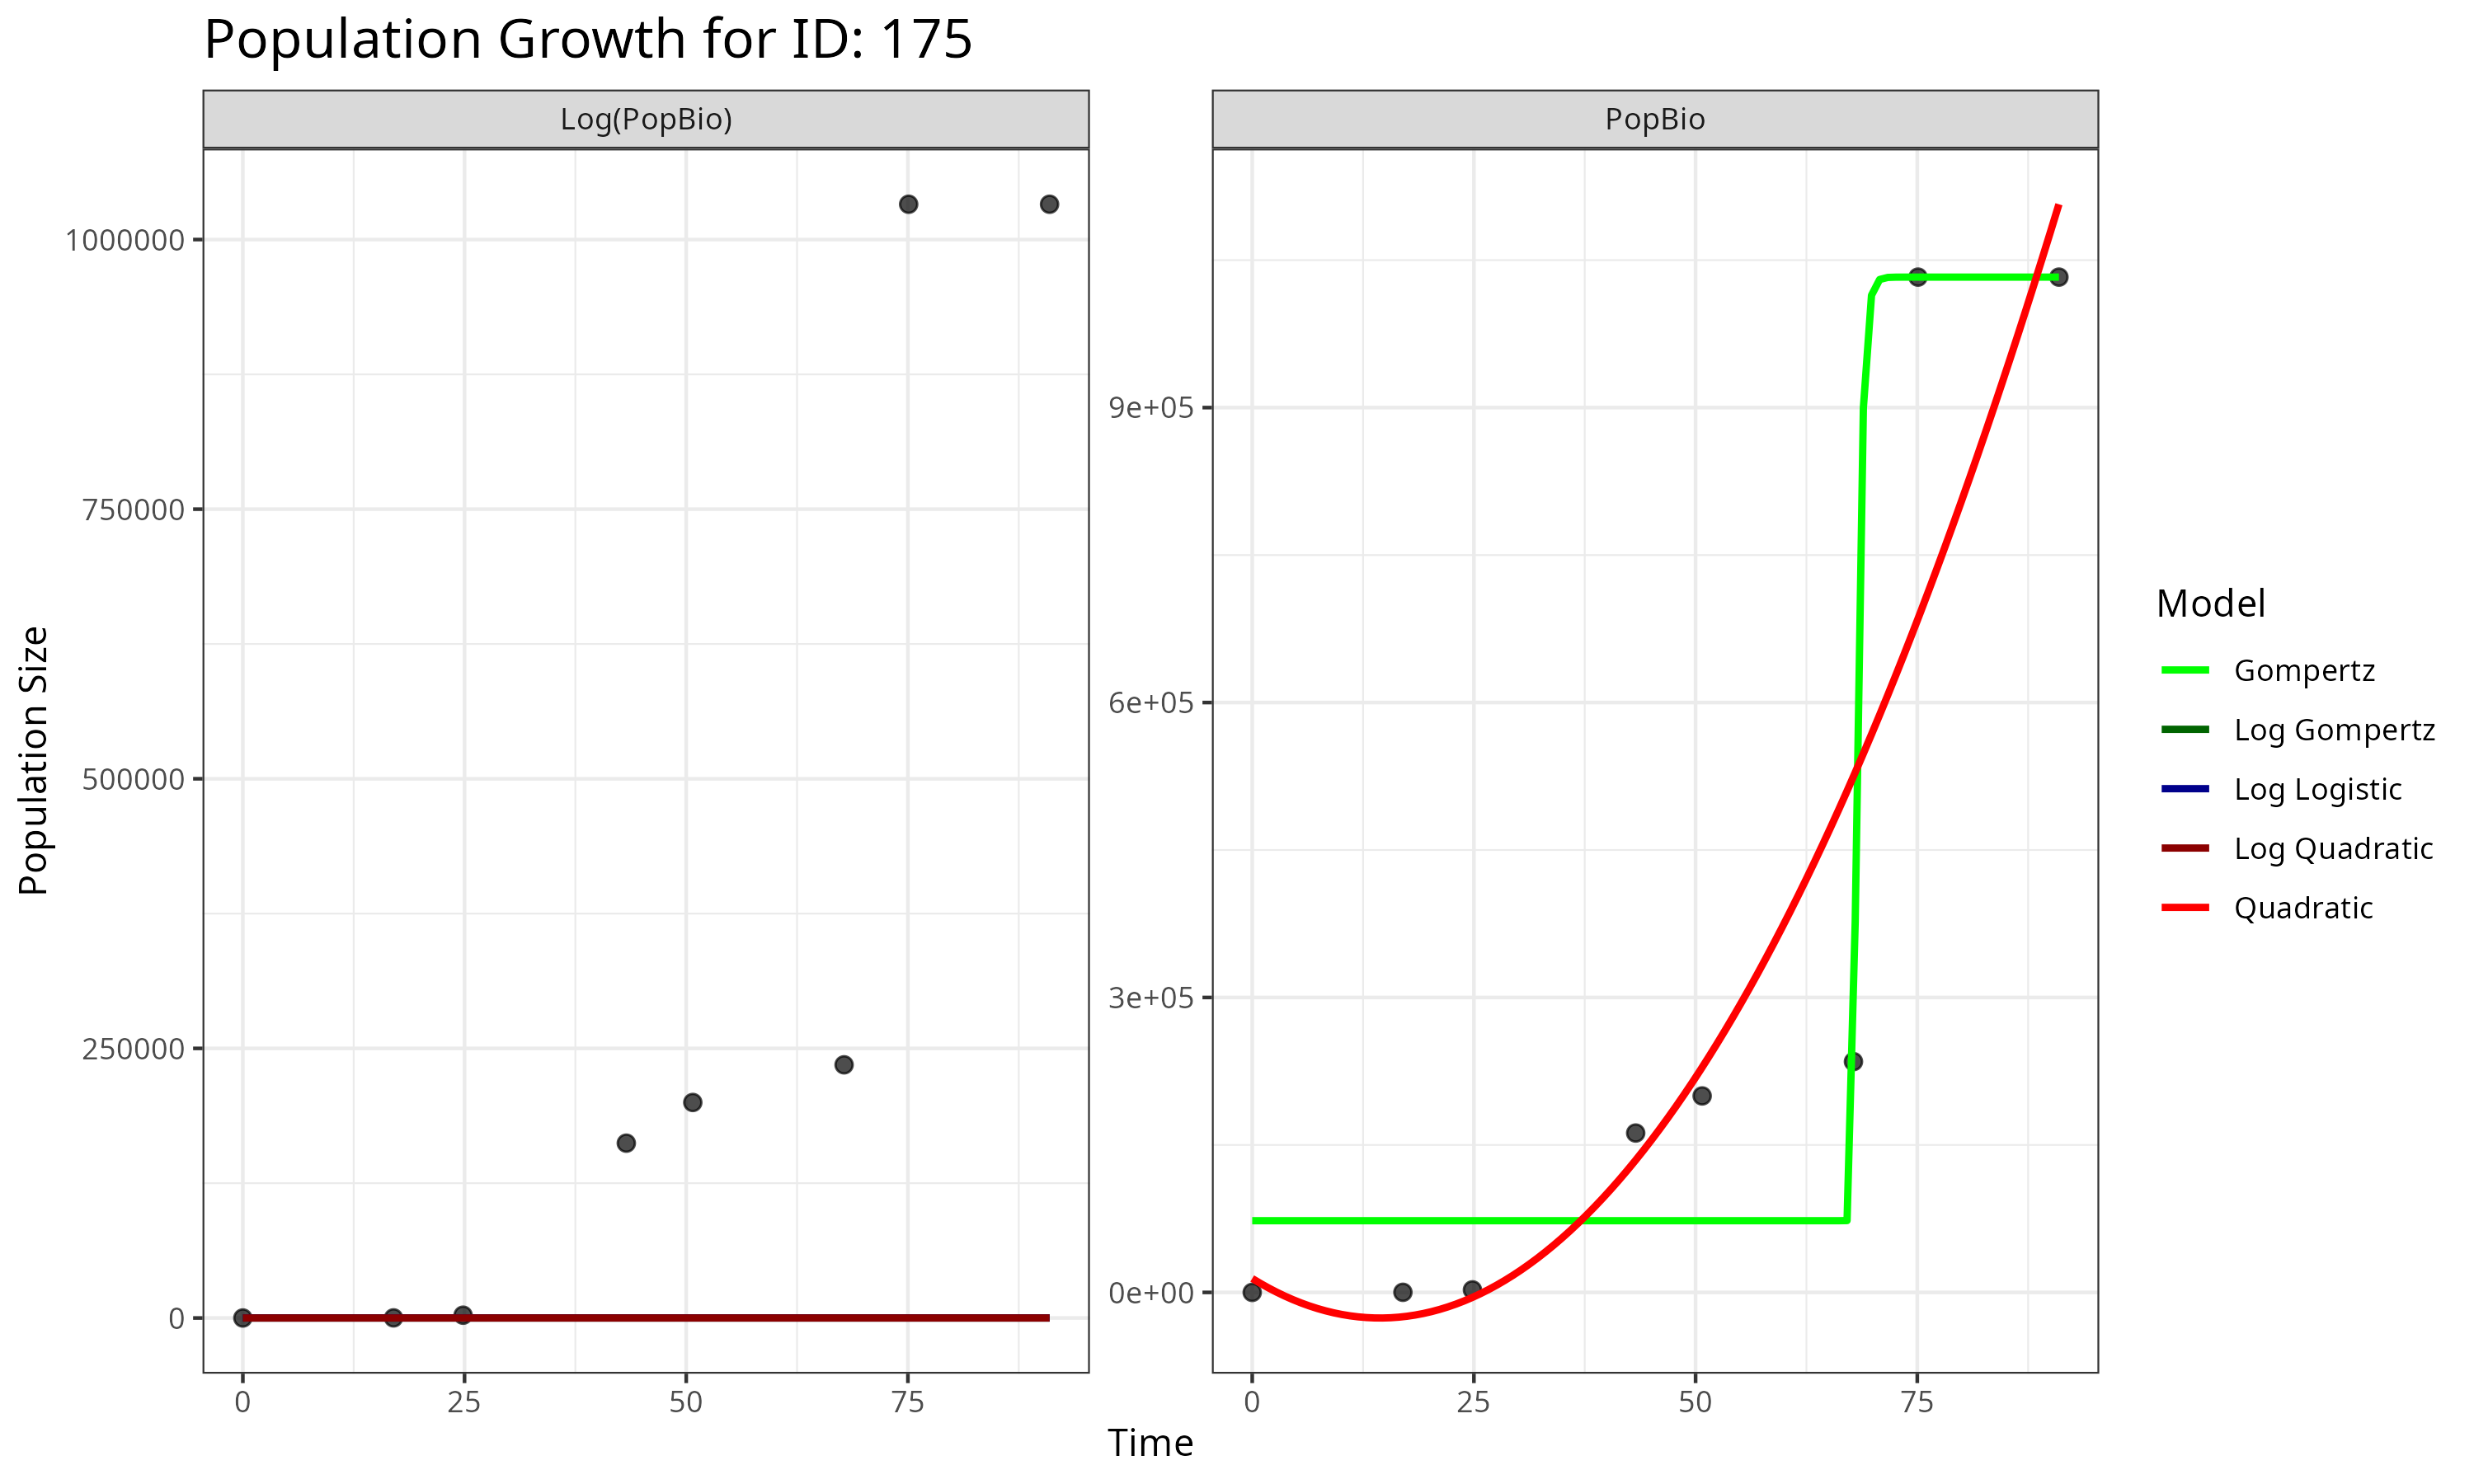 Population Growth for ID: 175
Log(PopBio)
PopBio
Population Size
1000000
750000
500000
250000
0
9e+05
6e+05
3e+05
0e+00
0 25 50 75
0 25 50 75
Time
Model
Gompertz
Log Gompertz
Log Logistic
Log Quadratic
Quadratic